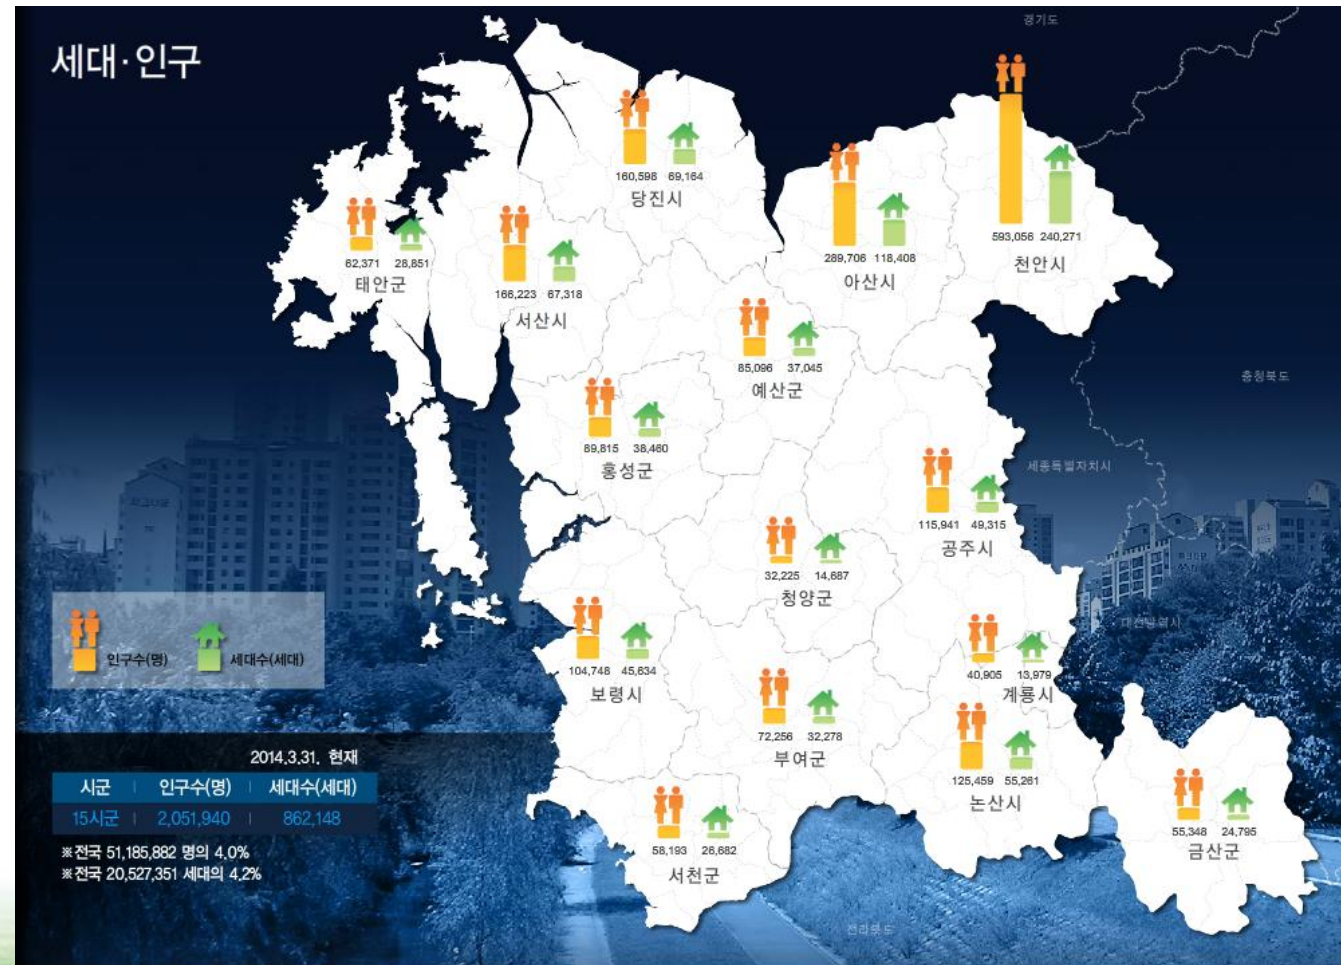 세대·인구
경기도
160,598 69,164
당진시
593,056 240,271
천안시
289,706 118,408
아산시
62,371 28,851
태안군
166,223 67,318
서산시
85,096 37,045
예산군
충청북도
89,815 38,460
홍성군
세종특별자치시
115,941 49,315
공주시
32,225 14,687
청양군
대전광역시
인구수(명) 세대수(세대)
104,748 45,634
보령시
40,905 13,979
계룡시
72,256 32,278
부여군
125,459 55,261
논산시
55,348 24,795
금산군
58,193 26,682
서천군
전라북도
2014.3.31. 현재
시군 인구수(명) 세대수(세대)
15시군 2,051,940 862,148
※전국 51,185,882 명의 4.0%
※전국 20,527,351 세대의 4.2%